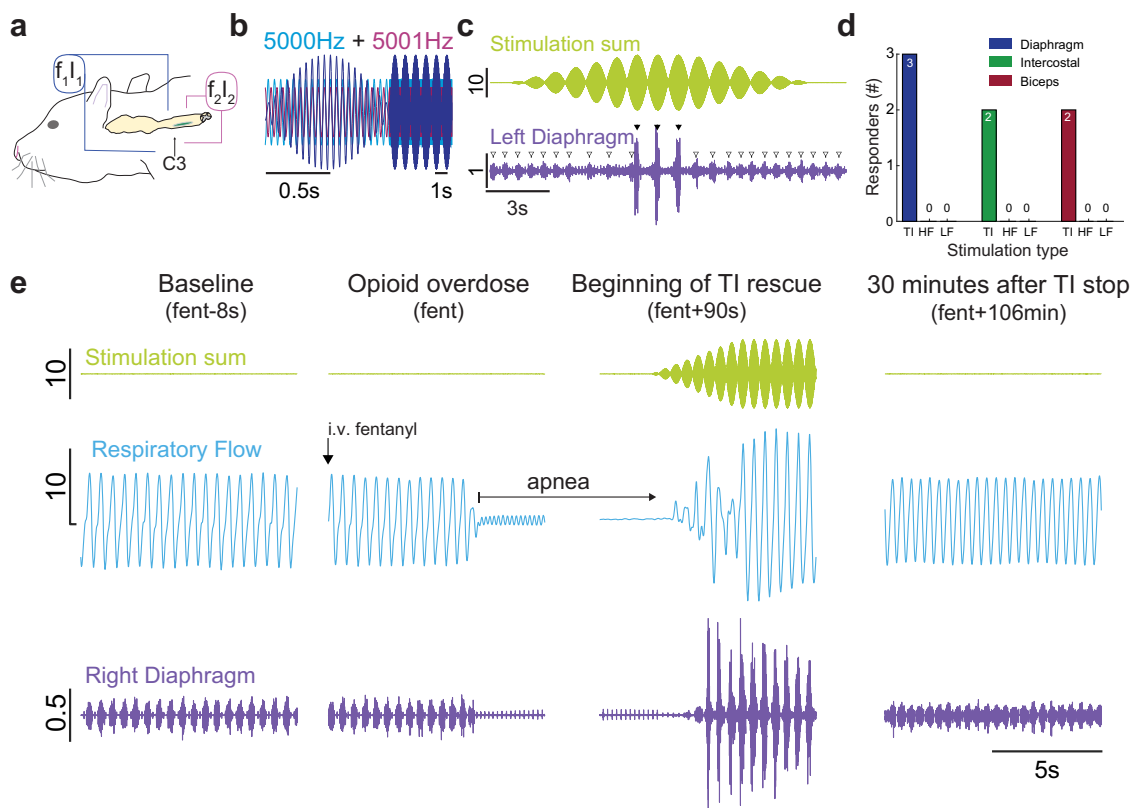 a
f1I1
f2I2
C3
b
5000Hz + 5001Hz
0.5s
1s
c
Stimulation sum
10
Left Diaphragm
1
3s
d
Responders (#)
3
2
1
0
3
0
0
2
0
0
2
0
0
TI HF LF
TI HF LF
TI HF LF
Stimulation type
Diaphragm
Intercostal
Biceps
e
Baseline
(fent-8s)
Opioid overdose
(fent)
Beginning of TI rescue
(fent+90s)
30 minutes after TI stop
(fent+106min)
Stimulation sum
10
i.v. fentanyl
Respiratory Flow
10
apnea
Right Diaphragm
0.5
5s